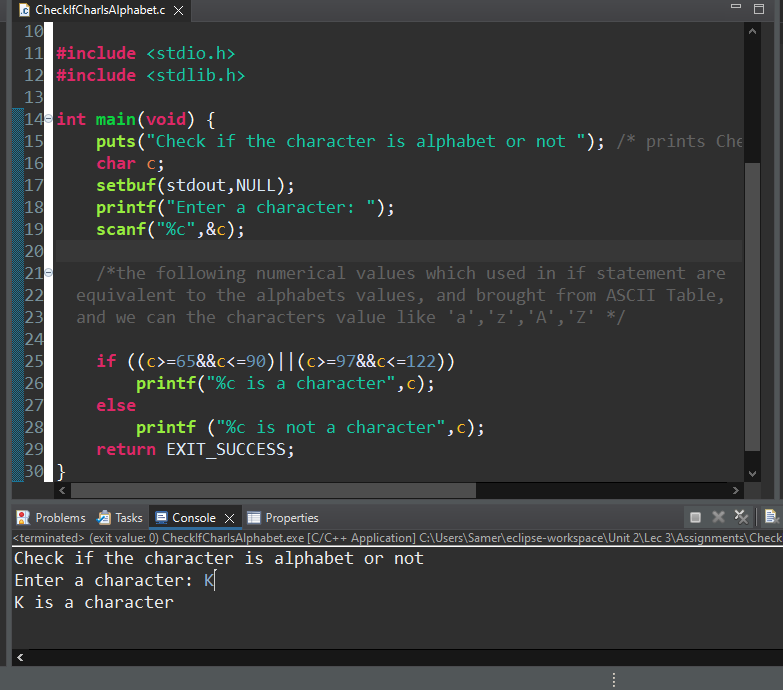 CheckIfCharIsAlphabet.c
10
11 #include <stdio.h>
12 #include <stdlib.h>
13
14 int main(void) {
15     puts("Check if the character is alphabet or not "); /* prints Che
16     char c;
17     setbuf(stdout,NULL);
18     printf("Enter a character: ");
19     scanf("%c",&c);
20
21     /*the following numerical values which used in if statement are
22   equivalent to the alphabets values, and brought from ASCII Table,
23   and we can the characters value like 'a','z','A','Z' */
24
25     if ((c>=65&&c<=90)||(c>=97&&c<=122))
26         printf("%c is a character",c);
27     else
28         printf ("%c is not a character",c);
29     return EXIT_SUCCESS;
30 }
Problems Tasks Console Properties
<terminated> (exit value: 0) CheckIfCharIsAlphabet.exe [C/C++ Application] C:\Users\Samer\eclipse-workspace\Unit 2\Lec 3\Assignments\Check
Check if the character is alphabet or not
Enter a character: K
K is a character